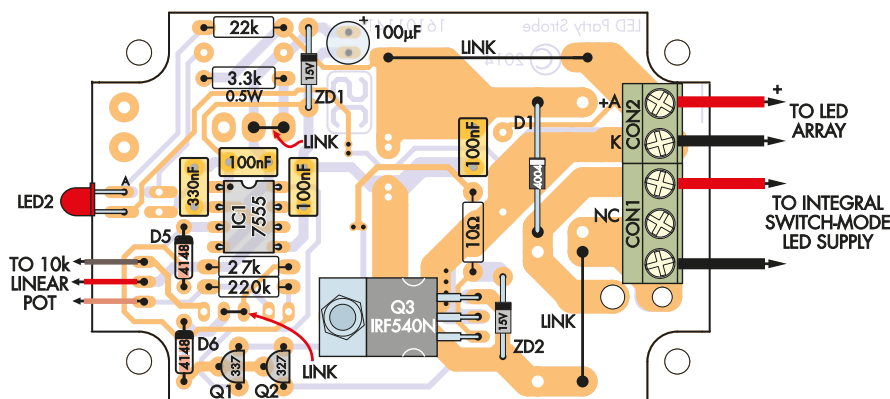 22k
3.3k
0.5W
15V
ZD1
100µF
LINK
LED Party Strobe
16101141
© 2014
+
+A
K
CON2
TO LED
ARRAY
NC
CON1
TO INTEGRAL
SWITCH-MODE
LED SUPPLY
D1
4004
100nF
LINK
100nF
330nF
100nF
IC1
7555
A
LED2
D5
4148
27k
220k
TO 10k
LINEAR
POT
10Ω
Q3
IRF540N
15V
ZD2
LINK
LINK
D6
4148
337
327
Q1
Q2